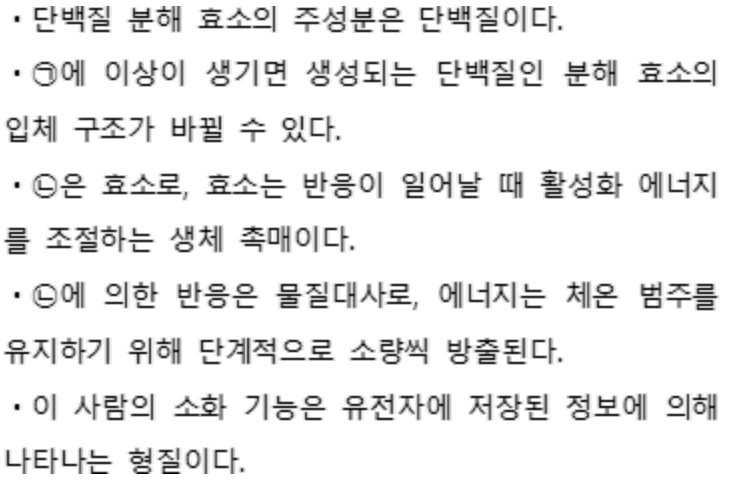 ・단백질 분해 효소의 주성분은 단백질이다.
・㉠에 이상이 생기면 생성되는 단백질인 분해 효소의
입체 구조가 바뀔 수 있다.
・㉡은 효소로, 효소는 반응이 일어날 때 활성화 에너지
를 조절하는 생체 촉매이다.
・㉡에 의한 반응은 물질대사로, 에너지는 체온 범주를
유지하기 위해 단계적으로 소량씩 방출된다.
・이 사람의 소화 기능은 유전자에 저장된 정보에 의해
나타나는 형질이다.